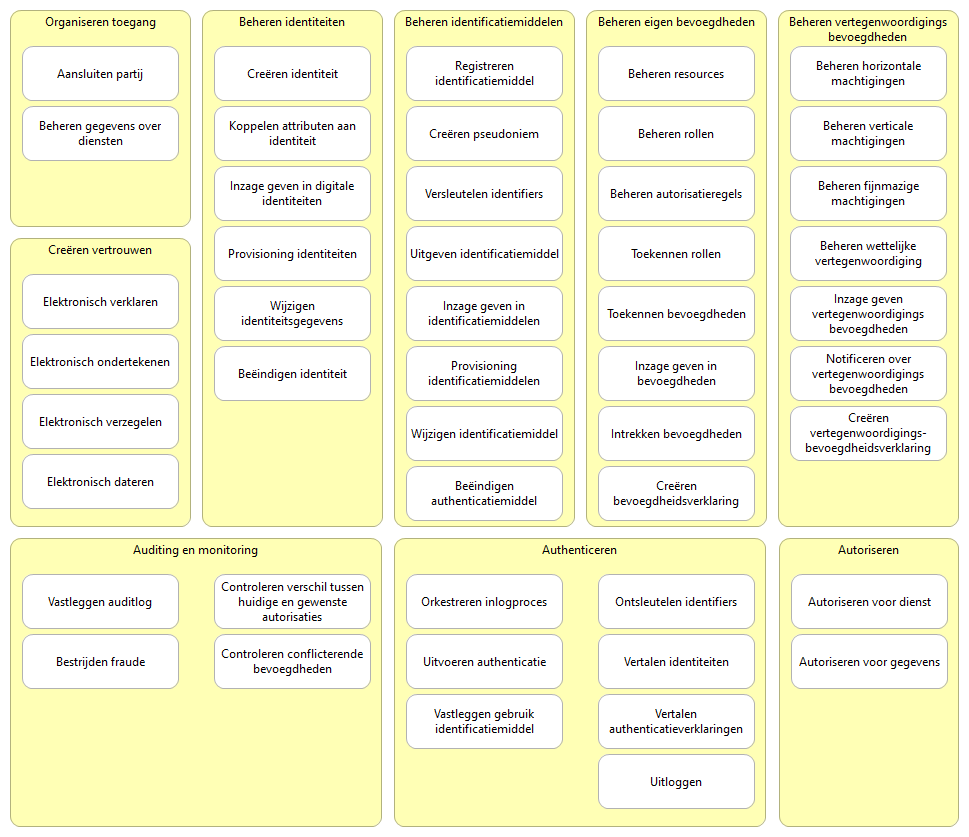 Organiseren toegang
Aansluiten partij
Beheren gegevens over
diensten
Creëren vertrouwen
Elektronisch verklaren
Elektronisch ondertekenen
Elektronisch verzegelen
Elektronisch dateren
Beheren identiteiten
Creëren identiteit
Koppelen attributen aan
identiteit
Inzage geven in digitale
identiteiten
Provisioning identiteiten
Wijzigen
identiteitsgegevens
Beëindigen identiteit
Beheren identificatiemiddelen
Registreren
identificatiemiddel
Creëren pseudoniem
Versleutelen identifiers
Uitgeven identificatiemiddel
Inzage geven in
identificatiemiddelen
Provisioning
identificatiemiddelen
Wijzigen identificatiemiddel
Beëindigen
authenticatiemiddel
Beheren eigen bevoegdheden
Beheren resources
Beheren rollen
Beheren autorisatieregels
Toekennen rollen
Toekennen bevoegdheden
Inzage geven in
bevoegdheden
Intrekken bevoegdheden
Creëren
bevoegdheidsverklaring
Beheren vertegenwoordigings
bevoegdheden
Beheren horizontale
machtigingen
Beheren verticale
machtigingen
Beheren fijnmazige
machtigingen
Beheren wettelijke
vertegenwoordiging
Inzage geven
vertegenwoordigings
bevoegdheden
Notificeren over
vertegenwoordigings
bevoegdheden
Creëren
vertegenwoordigings-
bevoegdheidsverklaring
Auditing en monitoring
Vastleggen auditlog
Bestrijden fraude
Controleren verschil tussen
huidige en gewenste
autorisaties
Controleren conflicterende
bevoegdheden
Authenticeren
Orkestreren inlogproces
Uitvoeren authenticatie
Vastleggen gebruik
identificatiemiddel
Ontsleutelen identifiers
Vertalen identiteiten
Vertalen
authenticatieverklaringen
Uitloggen
Autoriseren
Autoriseren voor dienst
Autoriseren voor gegevens